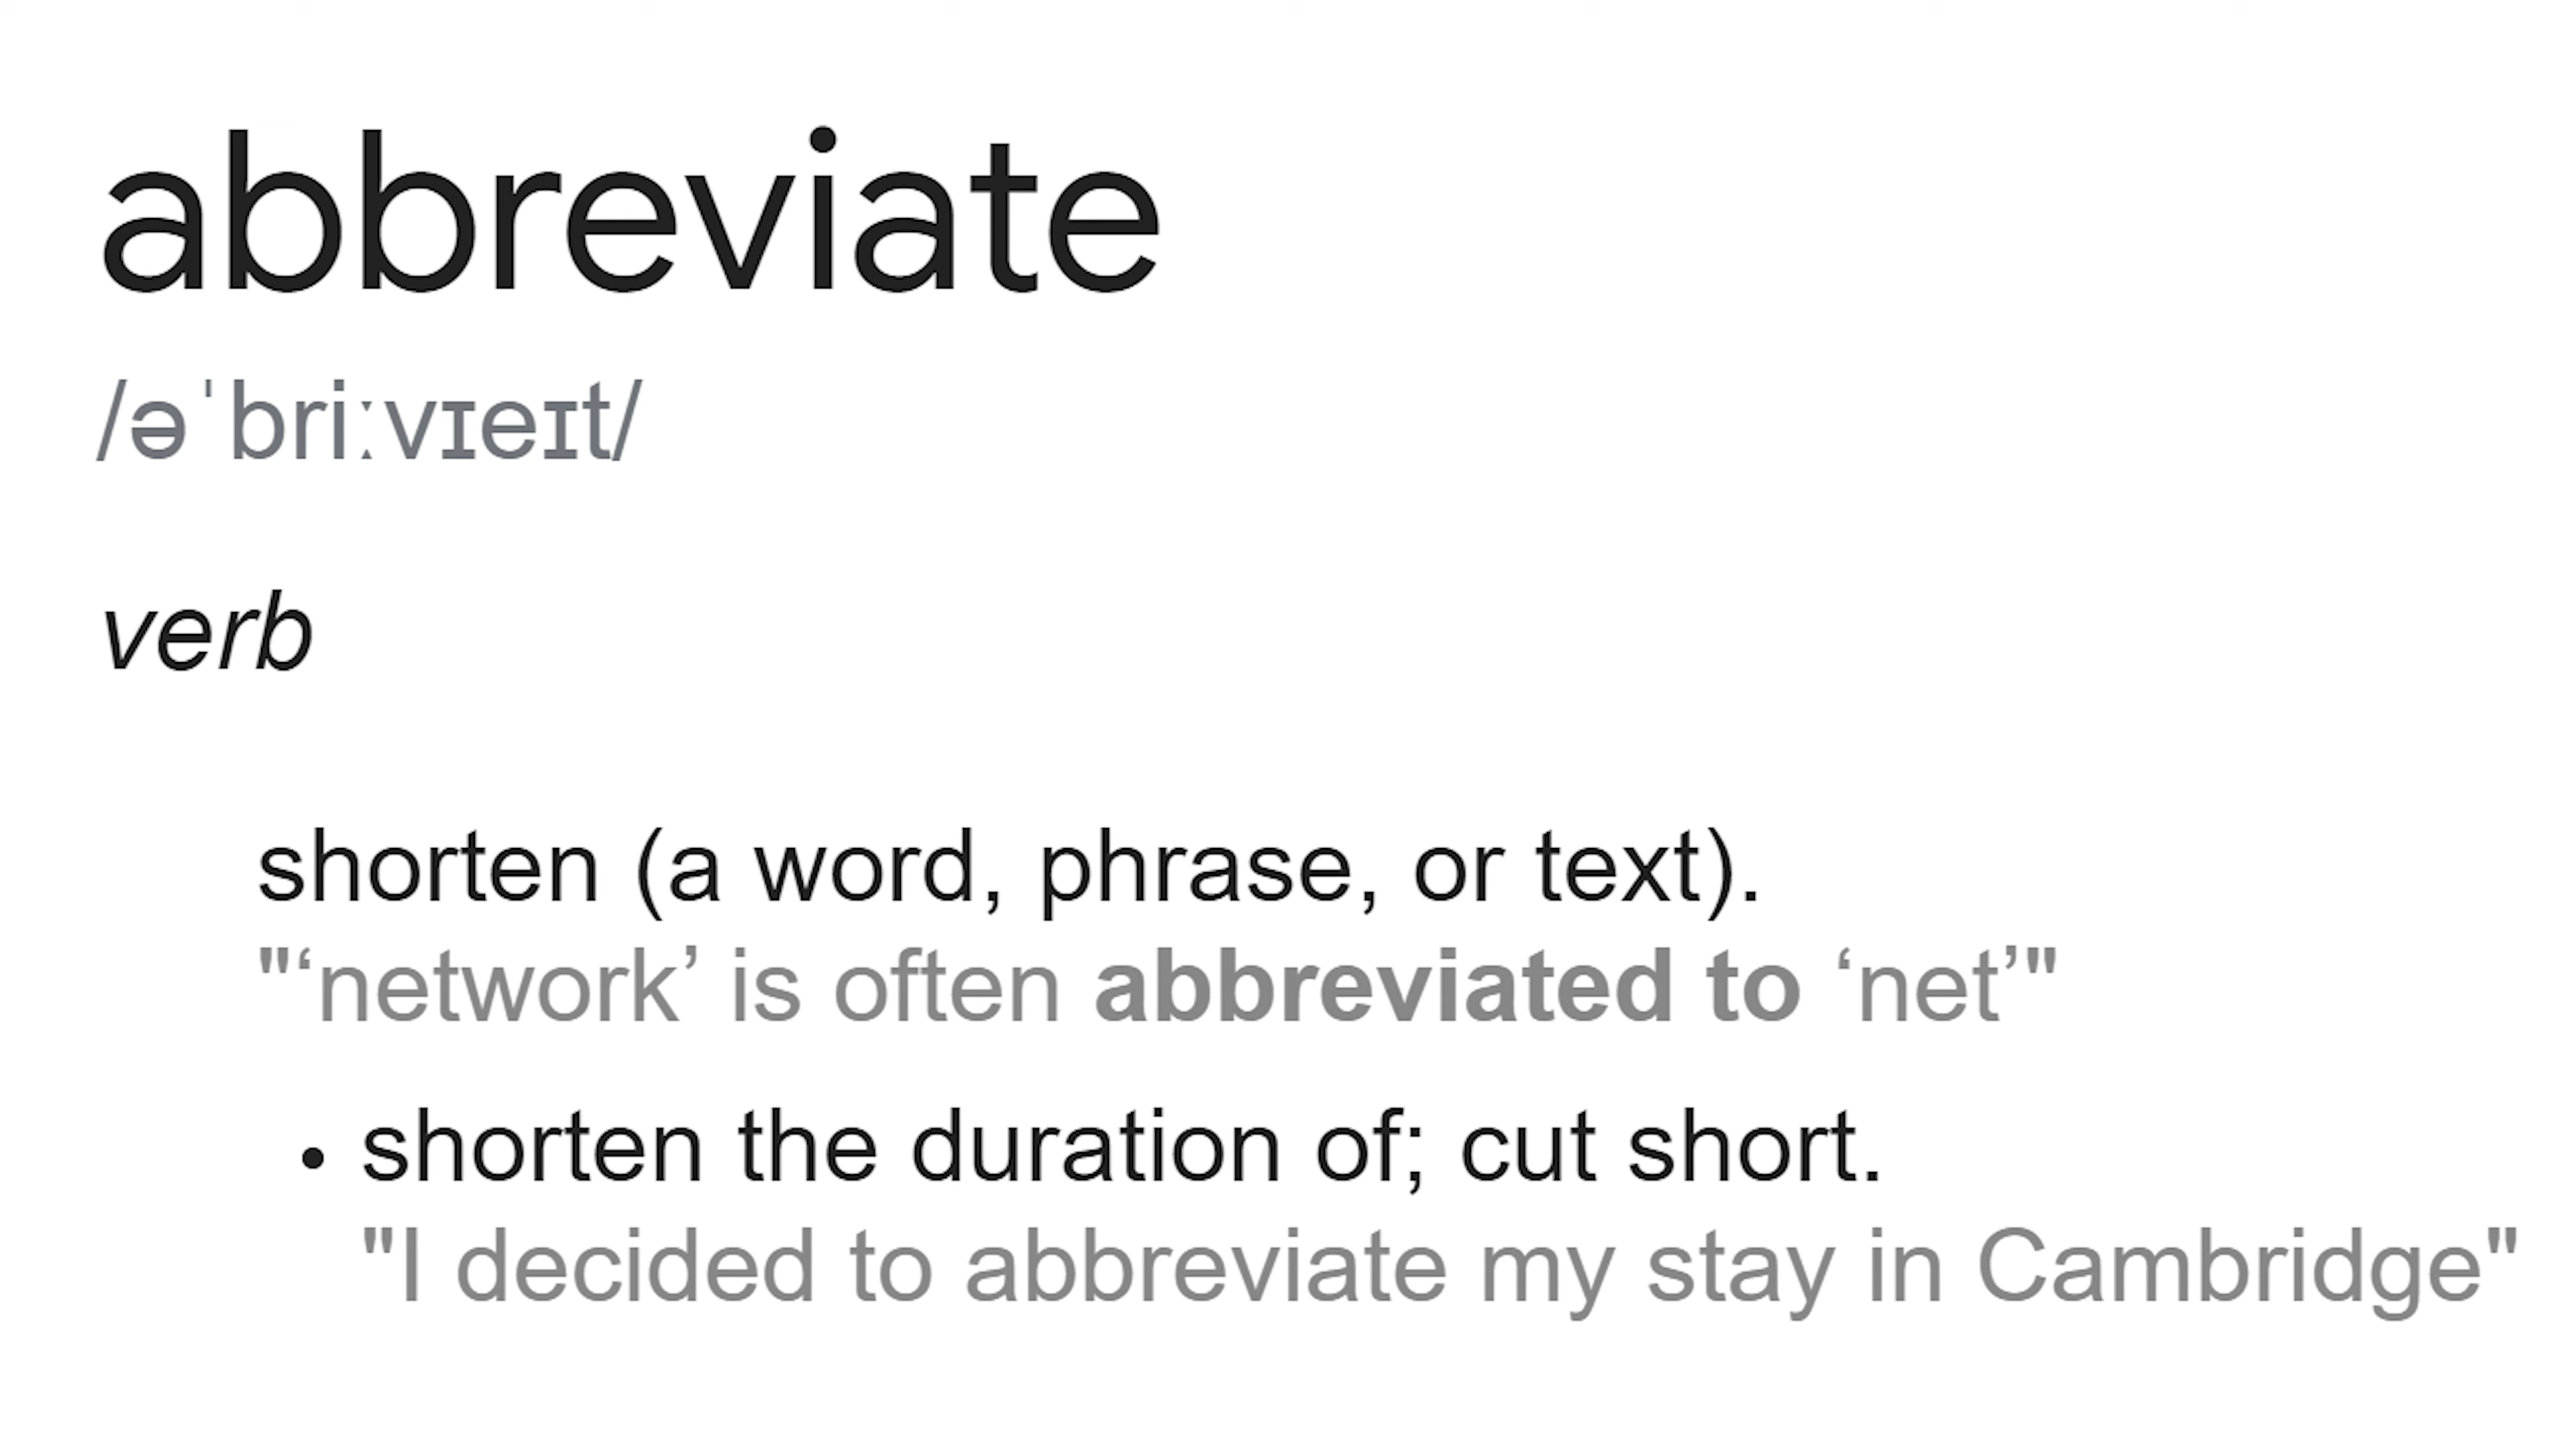 abbreviate
/əˈbriːvɪeɪt/
verb
shorten (a word, phrase, or text).
"‘network’ is often abbreviated to ‘net’"
• shorten the duration of; cut short.
"I decided to abbreviate my stay in Cambridge"